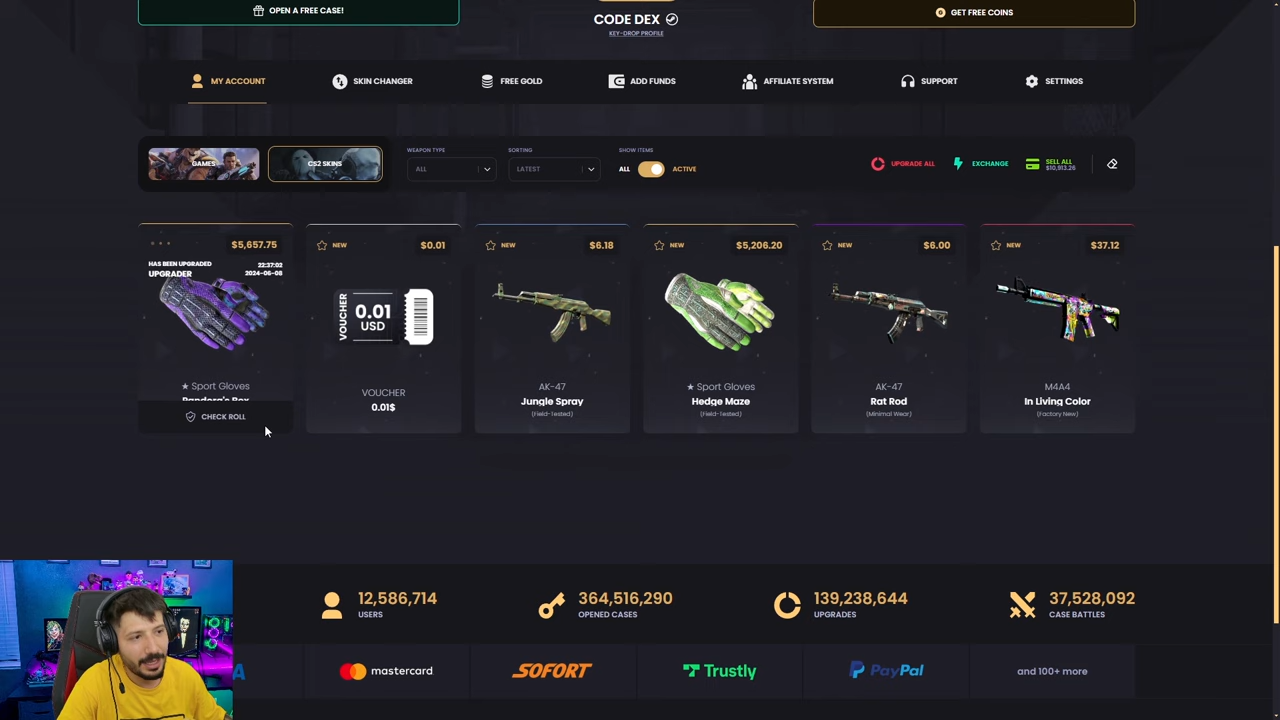 OPEN A FREE CASE!
CODE DEX
KEY-DROP PROFILE
GET FREE COINS
MY ACCOUNT
SKIN CHANGER
FREE GOLD
ADD FUNDS
AFFILIATE SYSTEM
SUPPORT
SETTINGS
GAMES
CS2 SKINS
WEAPON TYPE
ALL
SORTING
LATEST
SHOW ITEMS
ALL
ACTIVE
UPGRADE ALL
EXCHANGE
SELL ALL
$10,913.26
$5,657.75
HAS BEEN UPGRADED
UPGRADER
22:37:02
2024-06-08
★ Sport Gloves
Pandora's Box
CHECK ROLL
NEW
$0.01
VOUCHER
0.01
USD
VOUCHER
0.01$
NEW
$6.18
AK-47
Jungle Spray
(Field-Tested)
NEW
$5,206.20
★ Sport Gloves
Hedge Maze
(Field-Tested)
NEW
$6.00
AK-47
Rat Rod
(Minimal Wear)
NEW
$37.12
M4A4
In Living Color
(Factory New)
12,586,714
USERS
364,516,290
OPENED CASES
139,238,644
UPGRADES
37,528,092
CASE BATTLES
mastercard
SOFORT
Trustly
PayPal
and 100+ more